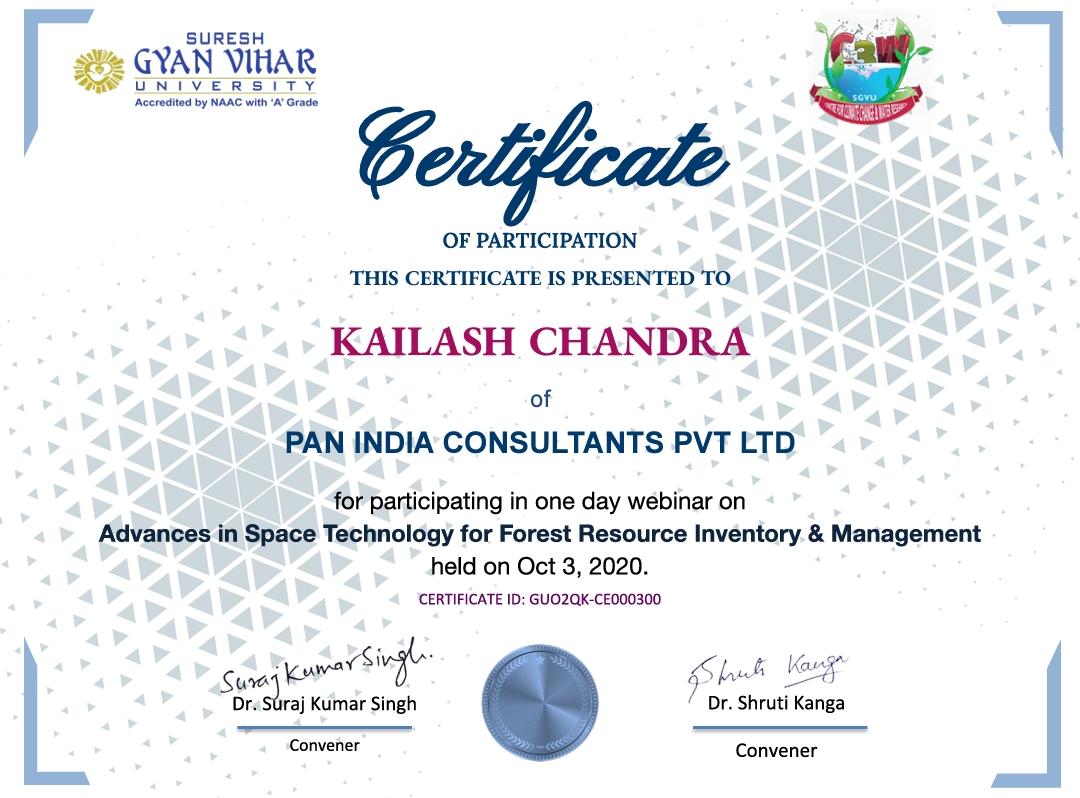 SURESH
GYAN VIHAR
UNIVERSITY
Accredited by NAAC with 'A' Grade
C3W
SGVU
CENTRE FOR CLIMATE CHANGE & WATER RESEARCH
Certificate
OF PARTICIPATION
THIS CERTIFICATE IS PRESENTED TO
KAILASH CHANDRA
of
PAN INDIA CONSULTANTS PVT LTD
for participating in one day webinar on
Advances in Space Technology for Forest Resource Inventory & Management
held on Oct 3, 2020.
CERTIFICATE ID: GUO2QK-CE000300
Suraj Kumar Singh.
Shruti Kanga
Dr. Suraj Kumar Singh
Dr. Shruti Kanga
Convener
Convener